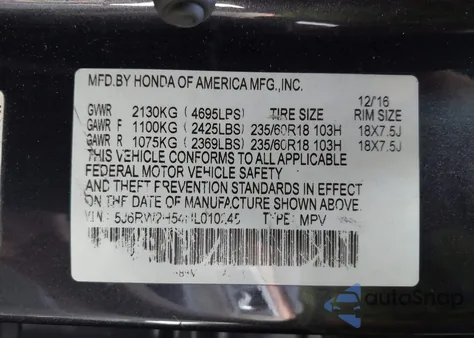 MFD.BY HONDA OF AMERICA MFG.,INC.
12/16
GVWR 2130KG (4695LPS) TIRE SIZE RIM SIZE
GAWR F 1100KG (2425LBS) 235/60R18 103H 18X7.5J
GAWR R 1075KG (2369LBS) 235/60R18 103H 18X7.5J
THIS VEHICLE CONFORMS TO ALL APPLICABLE
FEDERAL MOTOR VEHICLE SAFETY
AND THEFT PREVENTION STANDARDS IN EFFECT
ON THE DATE OF MANUFACTURE SHOWN ABOVE.
TYPE: MPV
autoSnap